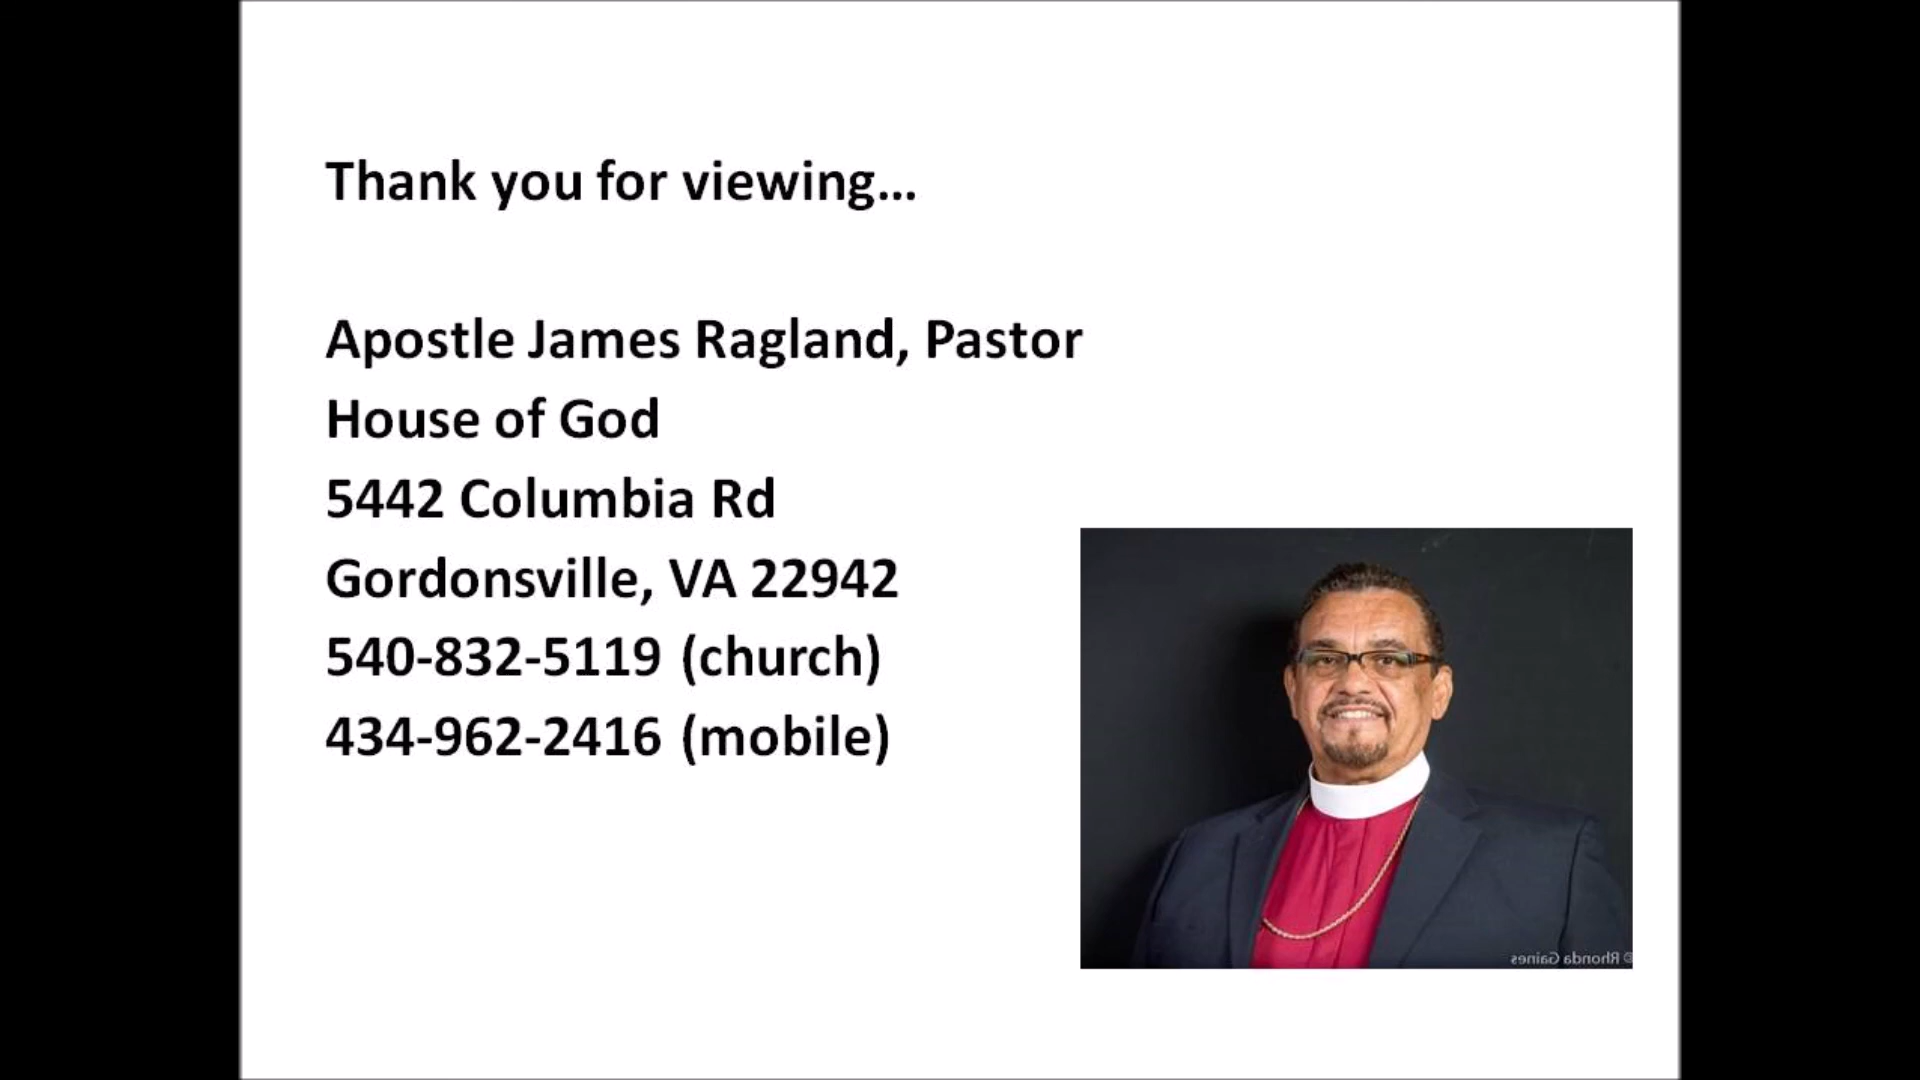 Thank you for viewing...
Apostle James Ragland, Pastor
House of God
5442 Columbia Rd
Gordonsville, VA 22942
540-832-5119 (church)
434-962-2416 (mobile)
© Rhonda Gaines